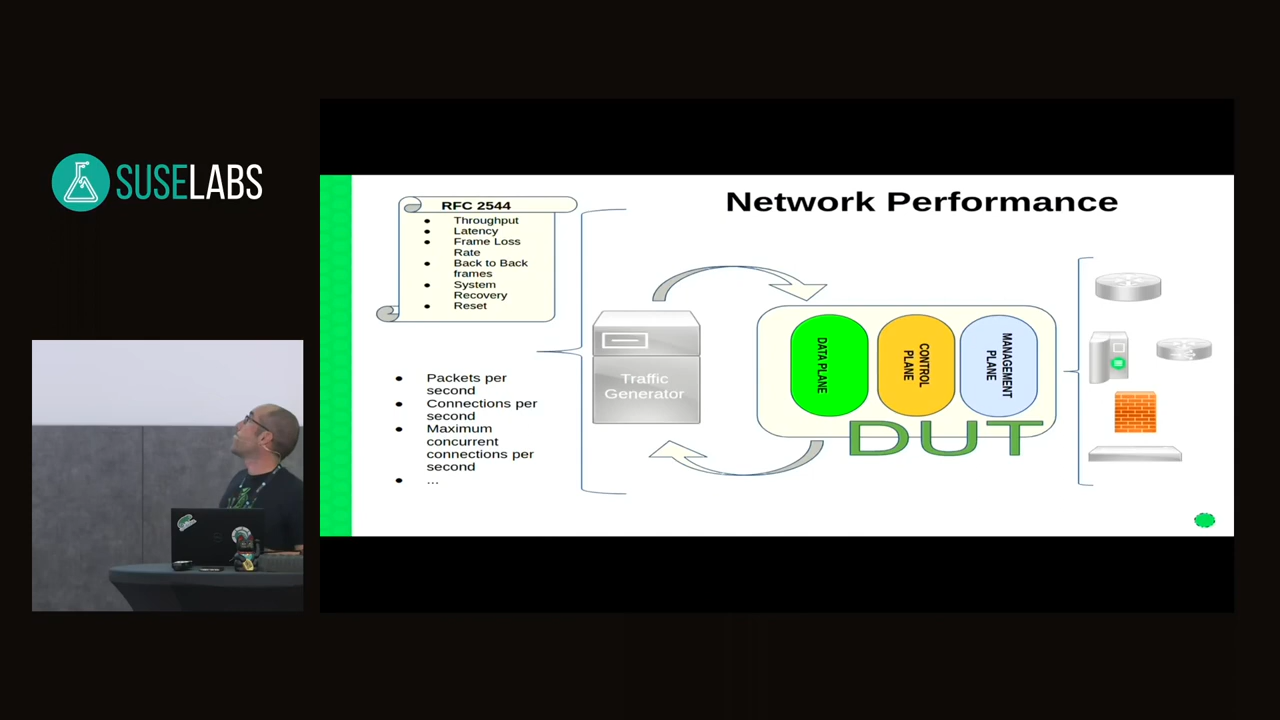 SUSELABS
Network Performance
RFC 2544
Throughput
Latency
Frame Loss
Rate
Back to Back
frames
System
Recovery
Reset
Packets per
second
Connections per
second
Maximum
concurrent
connections per
second
...
Traffic
Generator
DATA PLANE
CONTROL
PLANE
MANAGEMENT
PLANE
DUT